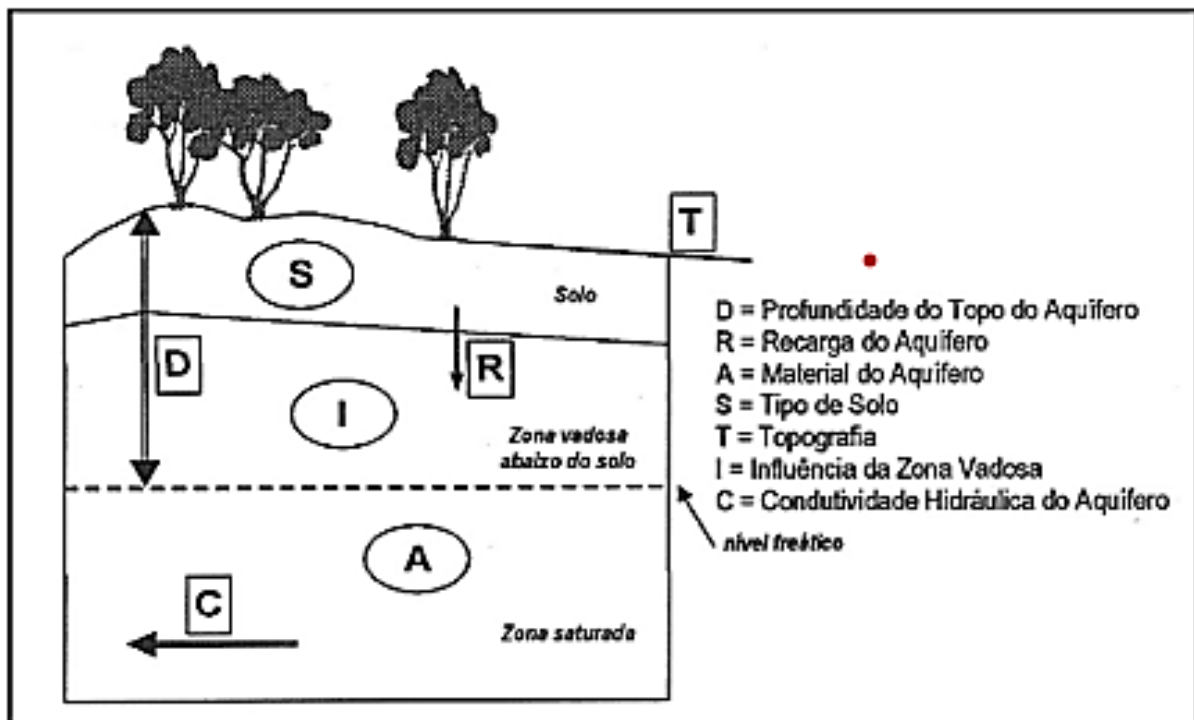 T
S
Solo
D
R
I
Zona vadosa
abaizo do solo
nível freático
A
C
Zona saturada
D = Profundidade do Topo do Aquífero
R = Recarga do Aquífero
A = Material do Aquífero
S = Tipo de Solo
T = Topografia
I = Influência da Zona Vadosa
C = Condutividade Hidráulica do Aquífero